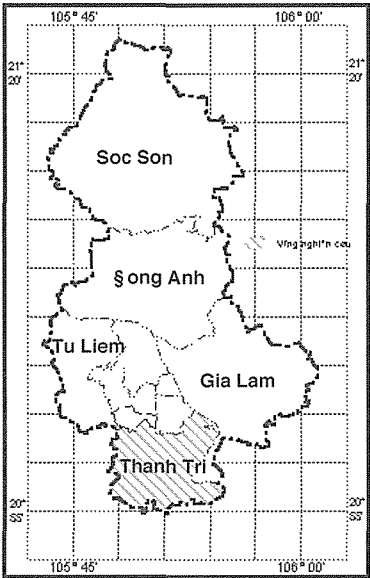 105° 45' 106° 00'
21° 20' 21° 20'
Soc Son
Vïng nghi*n cøu
§ong Anh
Tu Liem
Gia Lam
Thanh Tri
20° 55' 20° 55'
105° 45' 106° 00'